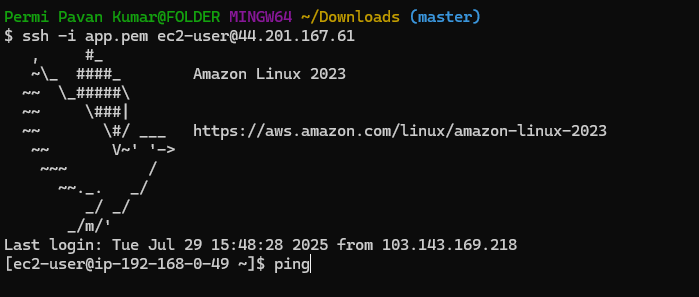 Permi Pavan Kumar@FOLDER MINGW64 ~/Downloads (master)
$ ssh -i app.pem ec2-user@44.201.167.61
   ,     #_
   ~\_  ####_        Amazon Linux 2023
  ~~  \_#####\
  ~~     \###|
  ~~       \#/ ___   https://aws.amazon.com/linux/amazon-linux-2023
   ~~       V~' '->
    ~~~         /
      ~~._.   _/
         _/ _/
       _/m/'
Last login: Tue Jul 29 15:48:28 2025 from 103.143.169.218
[ec2-user@ip-192-168-0-49 ~]$ ping